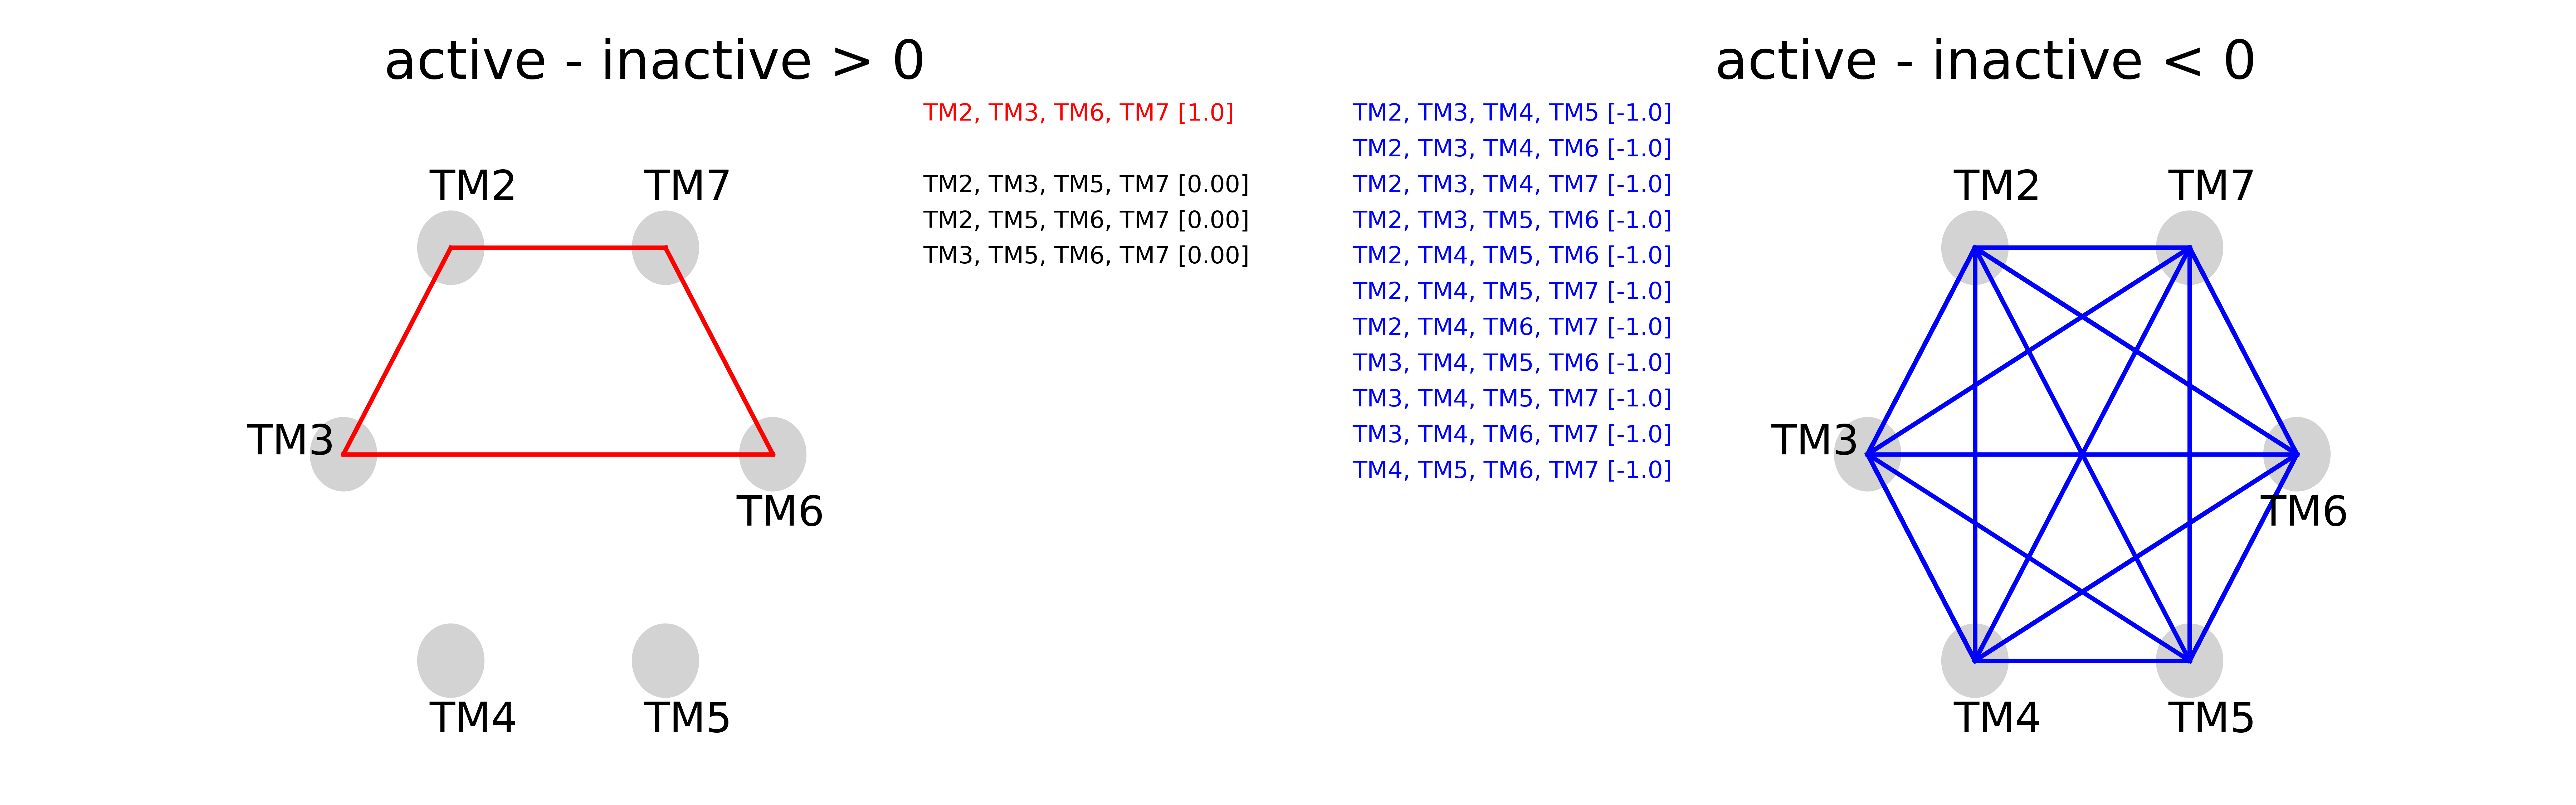 active - inactive > 0
TM2, TM3, TM6, TM7 [1.0]
TM2, TM3, TM5, TM7 [0.00]
TM2, TM5, TM6, TM7 [0.00]
TM3, TM5, TM6, TM7 [0.00]
TM2
TM7
TM3
TM6
TM4
TM5
active - inactive < 0
TM2, TM3, TM4, TM5 [-1.0]
TM2, TM3, TM4, TM6 [-1.0]
TM2, TM3, TM4, TM7 [-1.0]
TM2, TM3, TM5, TM6 [-1.0]
TM2, TM4, TM5, TM6 [-1.0]
TM2, TM4, TM5, TM7 [-1.0]
TM2, TM4, TM6, TM7 [-1.0]
TM3, TM4, TM5, TM6 [-1.0]
TM3, TM4, TM5, TM7 [-1.0]
TM3, TM4, TM6, TM7 [-1.0]
TM4, TM5, TM6, TM7 [-1.0]
TM2
TM7
TM3
TM6
TM4
TM5